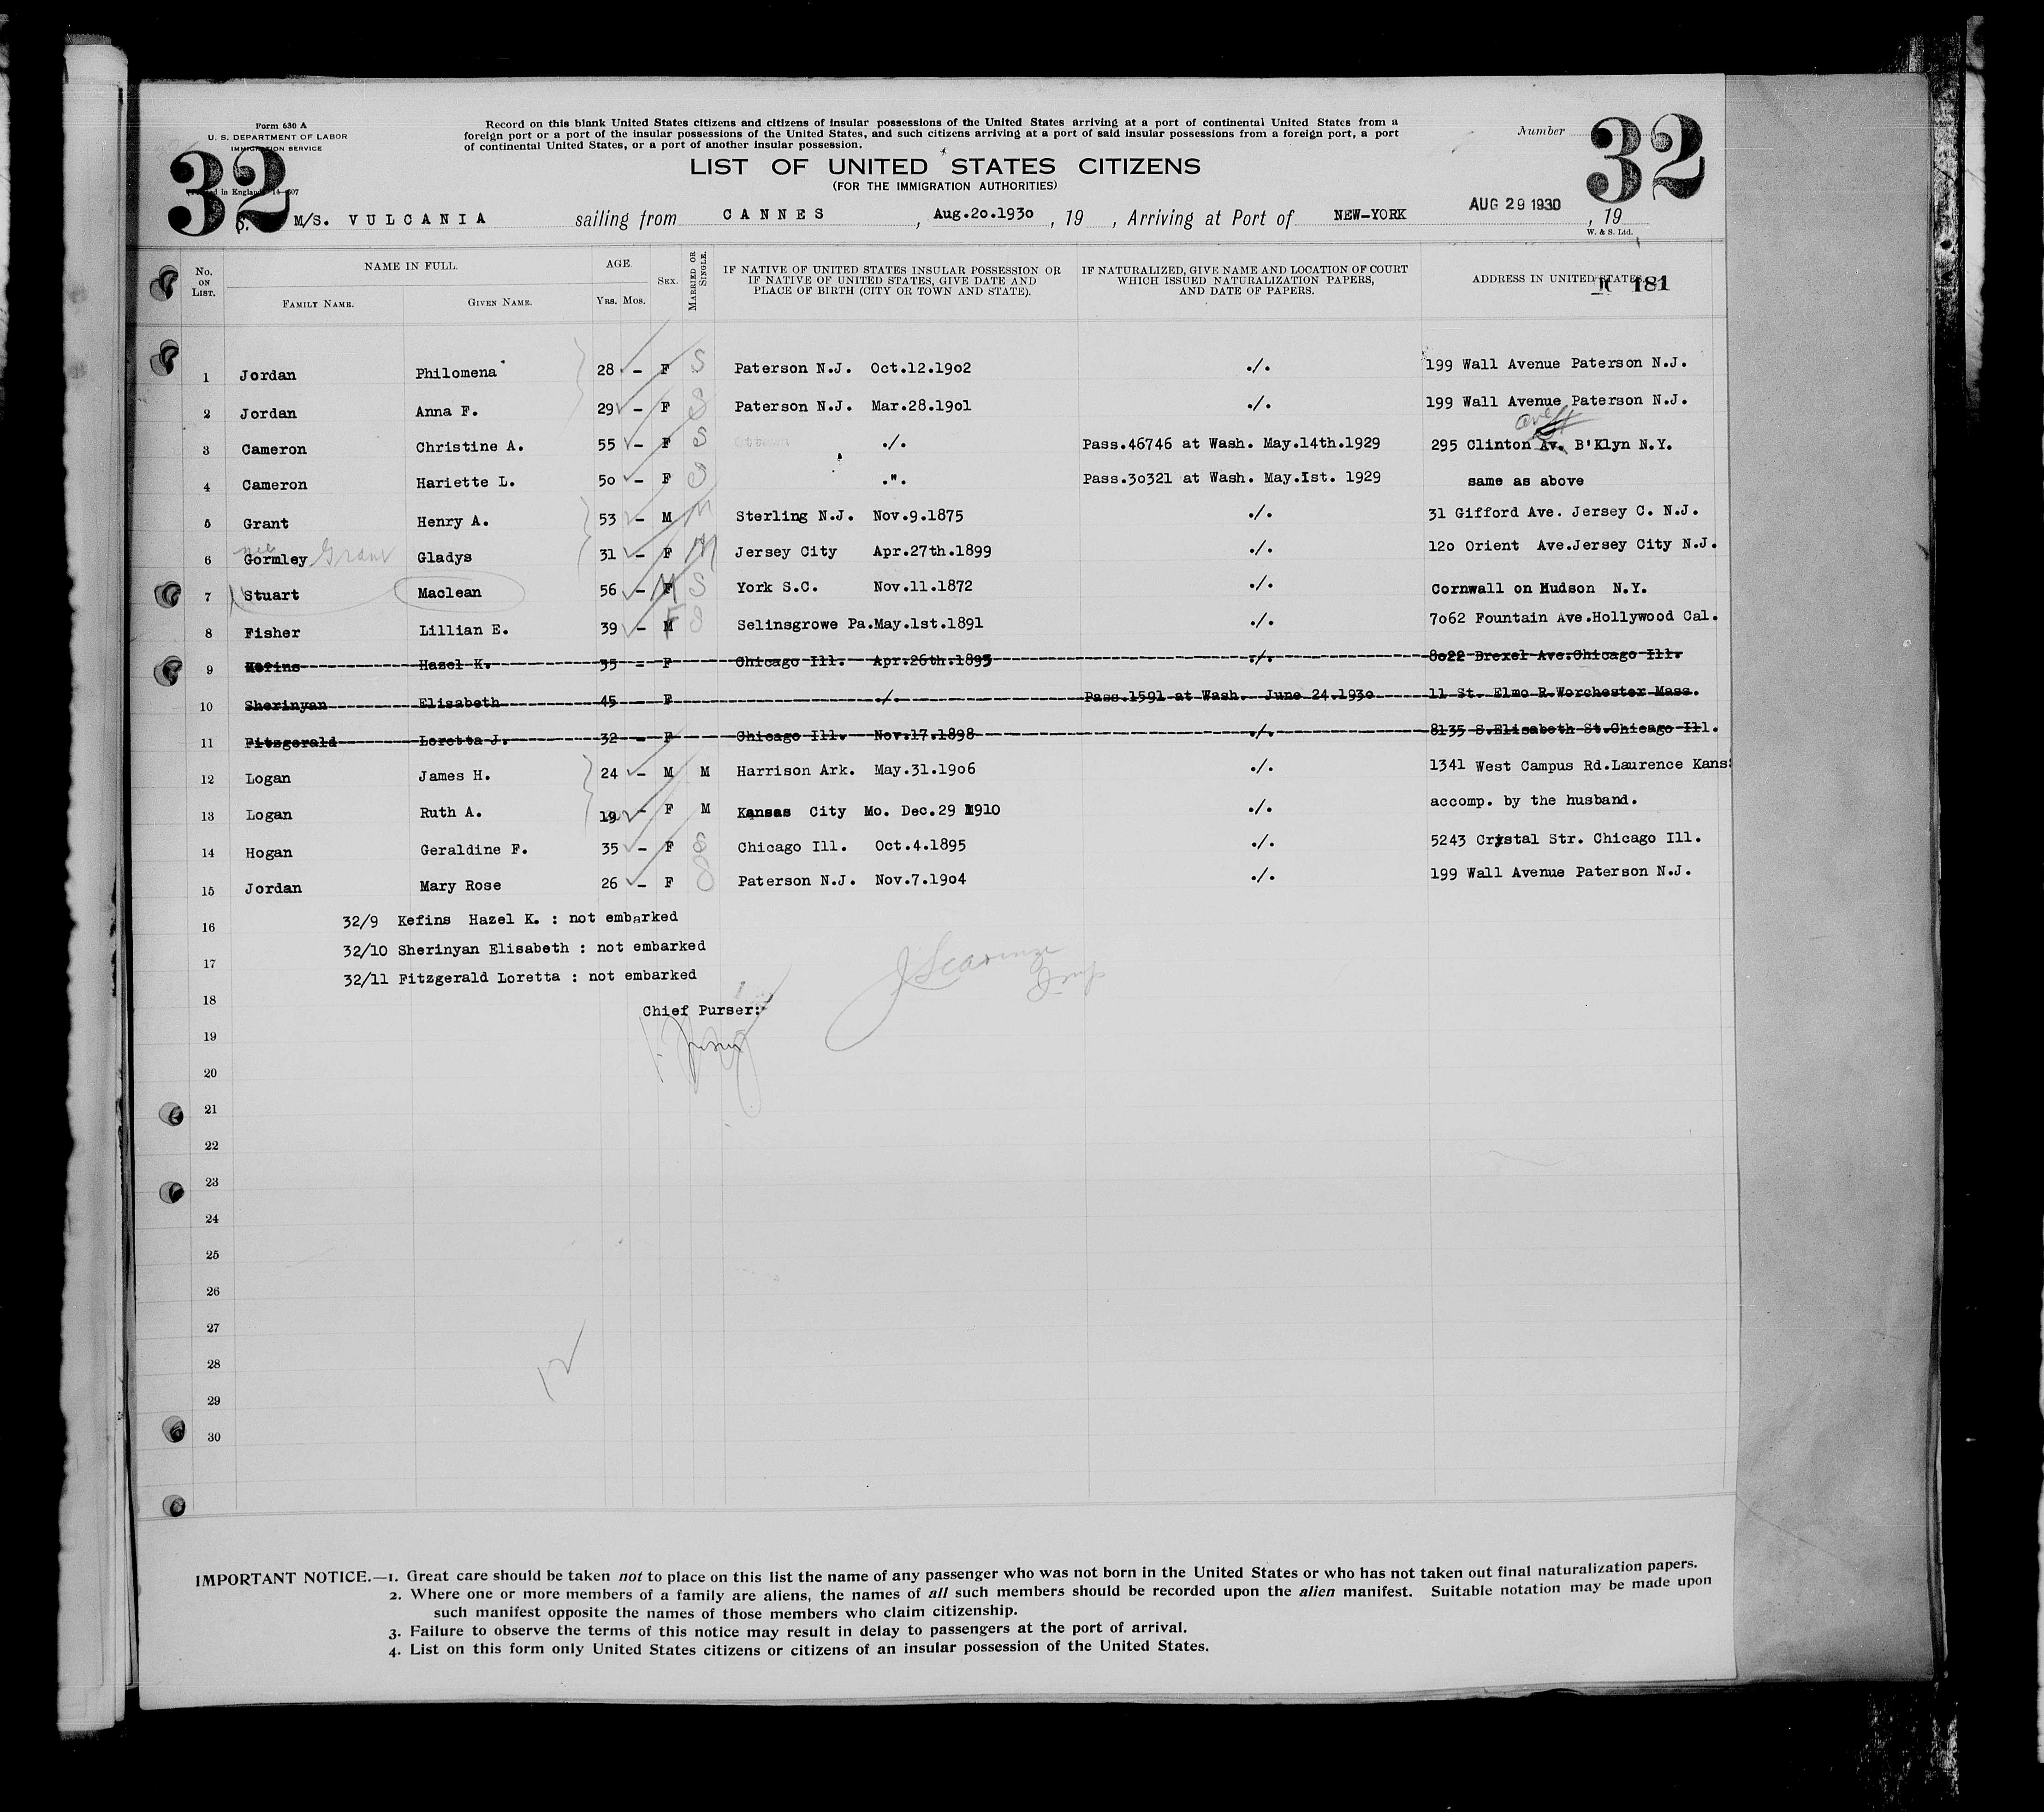 Form 630 A
U. S. DEPARTMENT OF LABOR
IMMIGRATION SERVICE
32
Record on this blank United States citizens and citizens of insular possessions of the United States arriving at a port of continental United States from a
foreign port or a port of the insular possessions of the United States, and such citizens arriving at a port of said insular possessions from a foreign port, a port
of continental United States, or a port of another insular possession.
Number
32
LIST OF UNITED STATES CITIZENS
(FOR THE IMMIGRATION AUTHORITIES)
M/S. VULCANIA sailing from CANNES, Aug.2o.193o, 19 , Arriving at Port of NEW-YORK AUG 29 1930, 19
W. & S. Ltd.
No. ON LIST. NAME IN FULL. FAMILY NAME. GIVEN NAME. AGE. YRS. MOS. SEX. MARRIED OR SINGLE. IF NATIVE OF UNITED STATES INSULAR POSSESSION OR IF NATIVE OF UNITED STATES, GIVE DATE AND PLACE OF BIRTH (CITY OR TOWN AND STATE). IF NATURALIZED, GIVE NAME AND LOCATION OF COURT WHICH ISSUED NATURALIZATION PAPERS, AND DATE OF PAPERS. ADDRESS IN UNITED STATES 181
1 Jordan Philomena 28 - F S Paterson N.J. Oct.12.19o2 ./. 199 Wall Avenue Paterson N.J.
2 Jordan Anna F. 29 - F S Paterson N.J. Mar.28.19o1 ./. 199 Wall Avenue Paterson N.J.
3 Cameron Christine A. 55 - F S Ottawa ./. Pass.46746 at Wash. May.14th.1929 295 Clinton Av. Ave B'Klyn N.Y.
4 Cameron Hariette L. 5o - F S .". Pass.3o321 at Wash. May.Ist. 1929 same as above
5 Grant Henry A. 53 - M M Sterling N.J. Nov.9.1875 ./. 31 Gifford Ave. Jersey C. N.J.
6 nee Gormley Grant Gladys 31 - F M Jersey City Apr.27th.1899 ./. 12o Orient Ave.Jersey City N.J.
7 Stuart Maclean 56 - F M S York S.C. Nov.11.1872 ./. Cornwall on Hudson N.Y.
8 Fisher Lillian E. 39 - M F S Selinsgrowe Pa.May.1st.1891 ./. 7o62 Fountain Ave.Hollywood Cal.
9 Kefins Hazel K. 35 - F Chicago Ill. Apr.26th.1895 ./. 8o22 Drexel Ave.Chicago Ill.
10 Sherinyan Elisabeth 45 - F ./. Pass.1591 at Wash. June 24.193o 11 St. Elmo R.Worchester Mass.
11 Fitzgerald Loretta J. 32 - F Chicago Ill. Nov.17.1898 ./. 8135 S.Elisabeth St.Chicago Ill.
12 Logan James H. 24 - M M Harrison Ark. May.31.19o6 ./. 1341 West Campus Rd.Laurence Kans
13 Logan Ruth A. 19 - F M Kansas City Mo. Dec.29 1910 ./. accomp. by the husband.
14 Hogan Geraldine F. 35 - F S Chicago Ill. Oct.4.1895 ./. 5243 Crystal Str. Chicago Ill.
15 Jordan Mary Rose 26 - F S Paterson N.J. Nov.7.19o4 ./. 199 Wall Avenue Paterson N.J.
16 32/9 Kefins Hazel K. : not embarked
17 32/10 Sherinyan Elisabeth : not embarked
32/11 Fitzgerald Loretta : not embarked
18 Chief Purser:
19
20
21
22
23
24
25
26
27
28
29
30
12
IMPORTANT NOTICE.—1. Great care should be taken not to place on this list the name of any passenger who was not born in the United States or who has not taken out final naturalization papers.
2. Where one or more members of a family are aliens, the names of all such members should be recorded upon the alien manifest. Suitable notation may be made upon
such manifest opposite the names of those members who claim citizenship.
3. Failure to observe the terms of this notice may result in delay to passengers at the port of arrival.
4. List on this form only United States citizens or citizens of an insular possession of the United States.